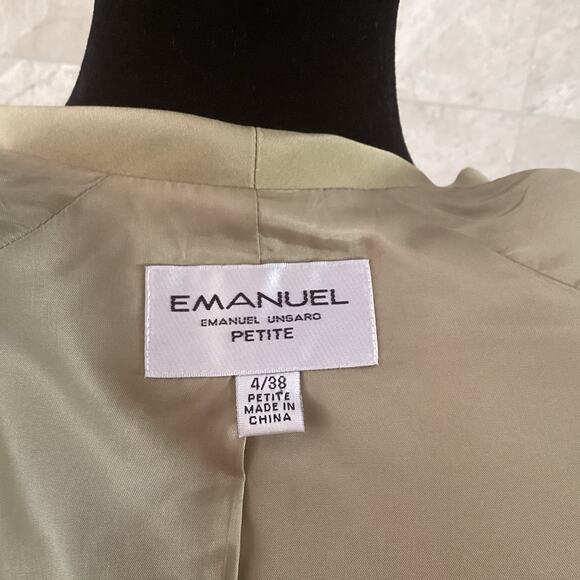 EMANUEL
EMANUEL UNGARO
PETITE
4/38
PETITE
MADE IN
CHINA